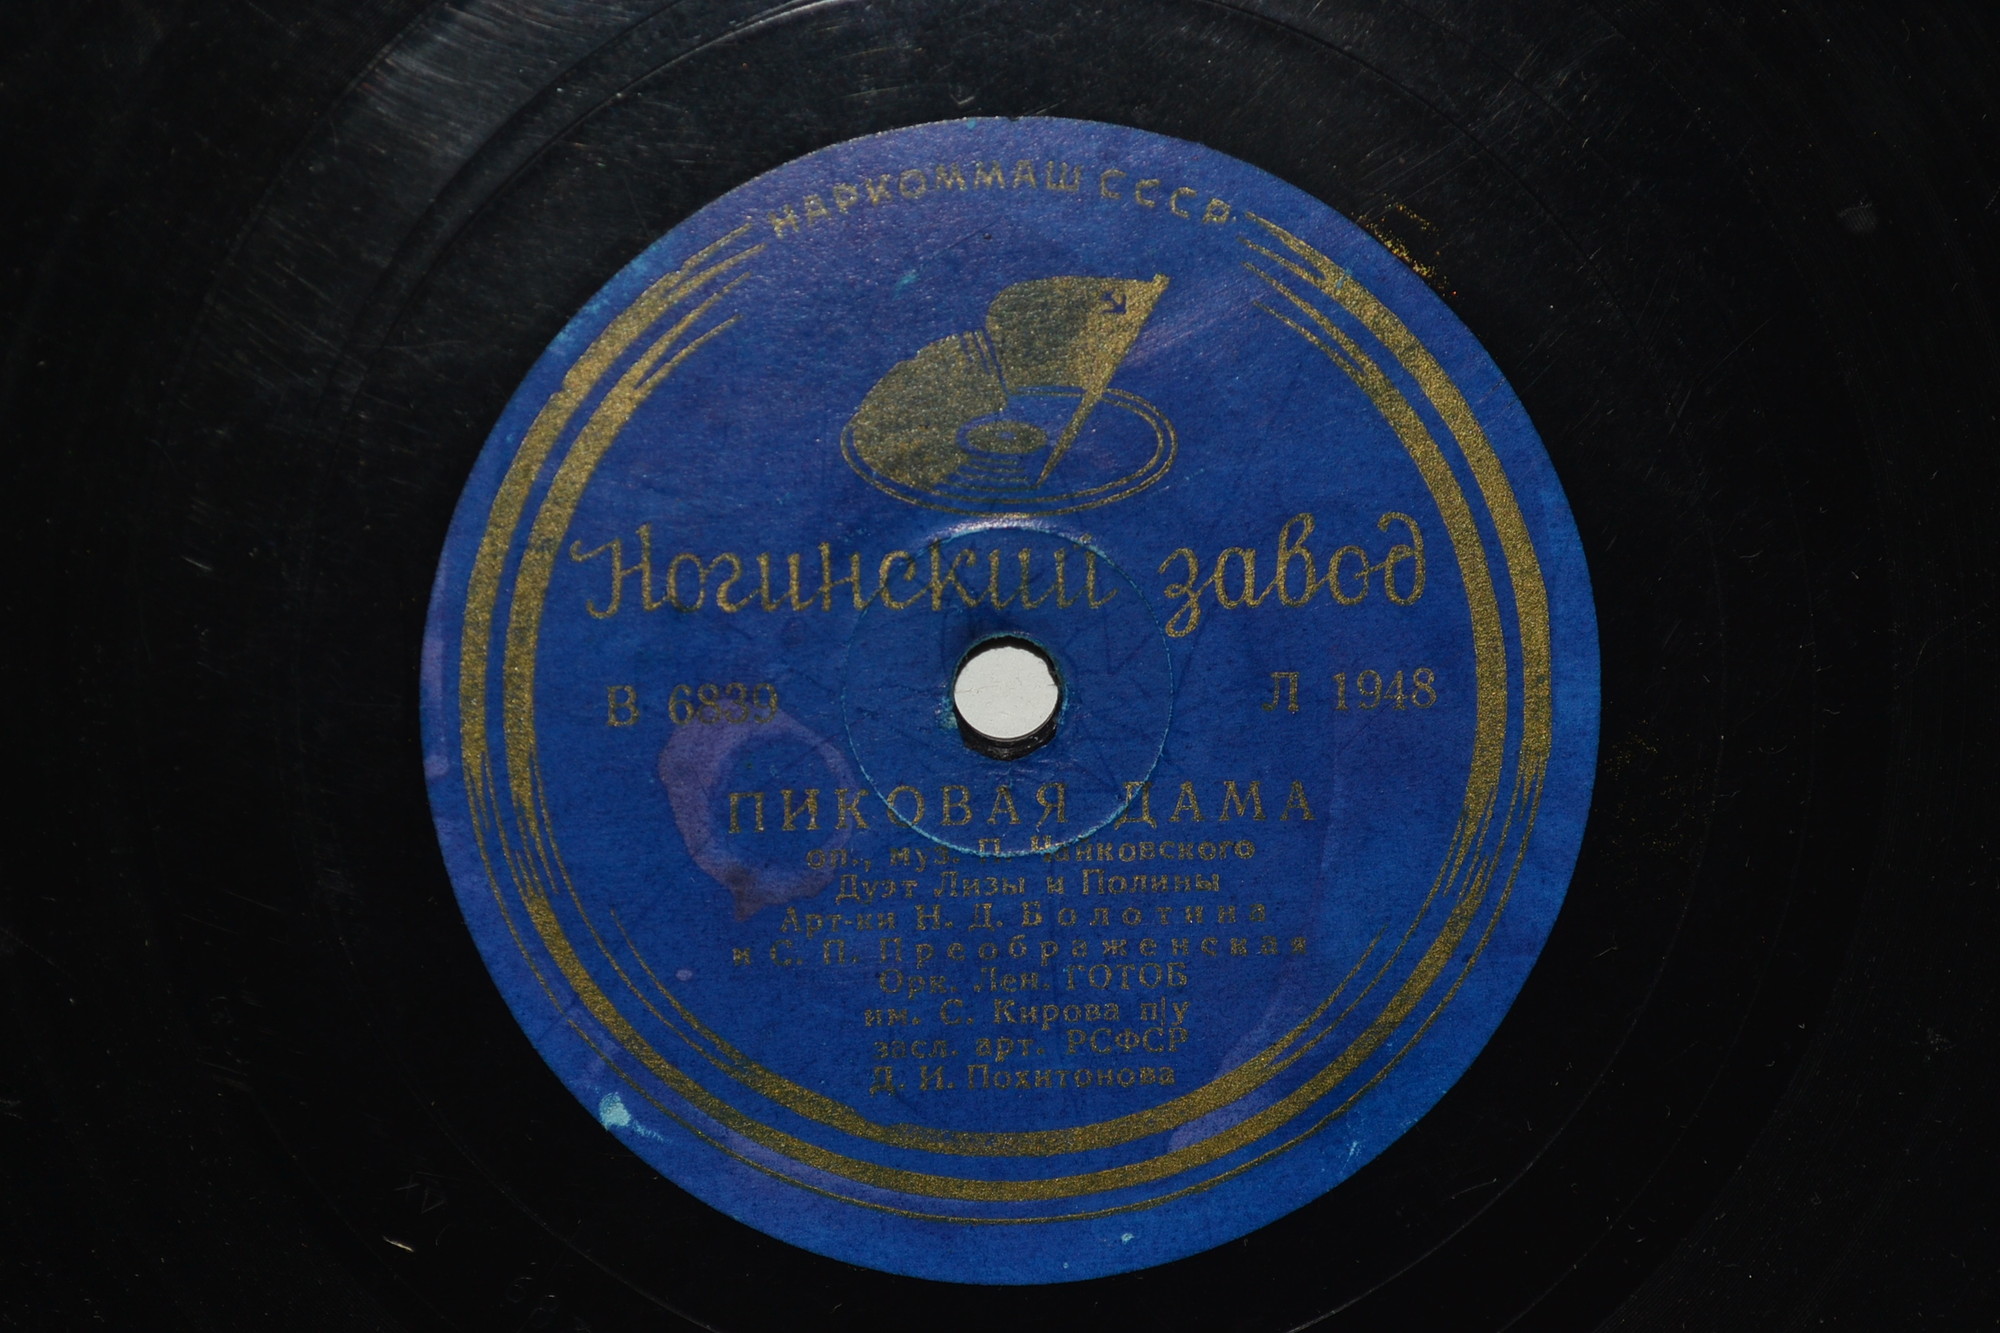 НАРКОММАШ СССР
Ногинский завод
В 6839 Л 1948
ПИКОВАЯ ДАМА
оп., муз. П. Чайковского
Дуэт Лизы и Полины
Арт-ки Н. Д. Болотина
и С. П. Преображенская
Орк. Лен. ГОТОБ
им. С. Кирова п/у
засл. арт. РСФСР
Д. И. Похитонова